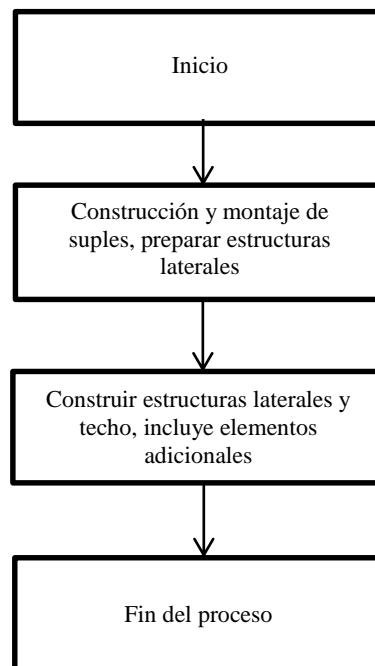 Inicio
Construcción y montaje de
suples, preparar estructuras
laterales
Construir estructuras laterales y
techo, incluye elementos
adicionales
Fin del proceso